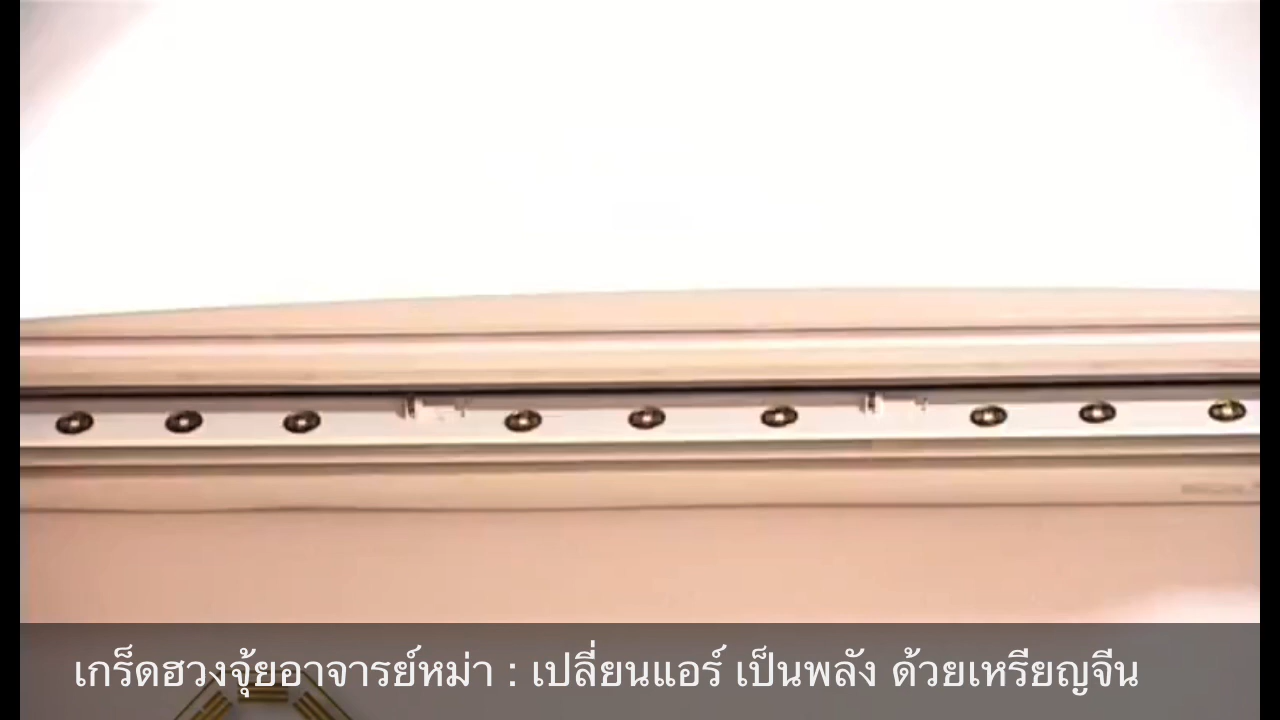 เกร็ดฮวงจุ้ยอาจารย์หม่า : เปลี่ยนแอร์ เป็นพลัง ด้วยเหรียญจีน